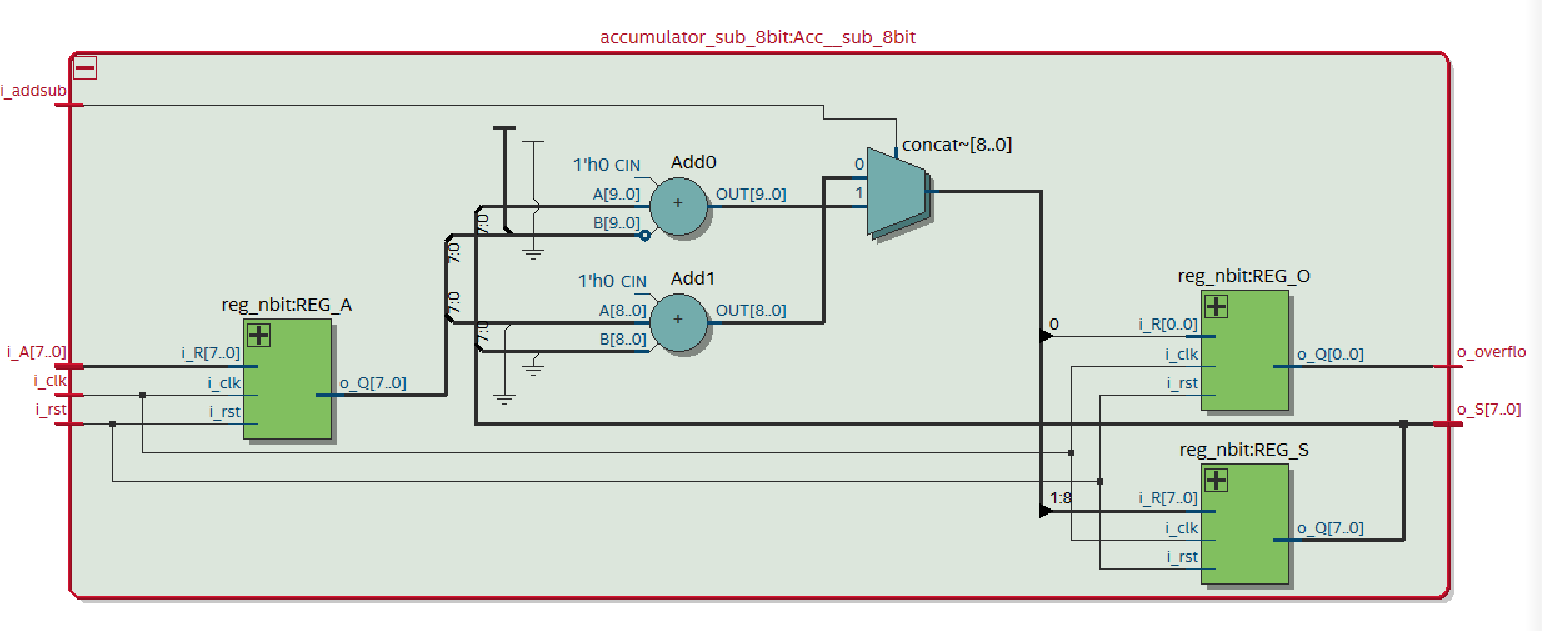 accumulator_sub_8bit:Acc__sub_8bit
i_addsub
concat~[8..0]
1'h0 CIN
Add0
0
A[9..0]
OUT[9..0]
1
B[9..0]
7:0
7:0
1'h0 CIN
Add1
reg_nbit:REG_O
reg_nbit:REG_A
7:0
A[8..0]
OUT[8..0]
7:0
B[8..0]
0
i_R[0..0]
i_A[7..0]
i_R[7..0]
i_clk
o_Q[0..0]
o_overflo
i_clk
i_clk
o_Q[7..0]
i_rst
i_rst
i_rst
o_S[7..0]
reg_nbit:REG_S
1:8
i_R[7..0]
i_clk
o_Q[7..0]
i_rst